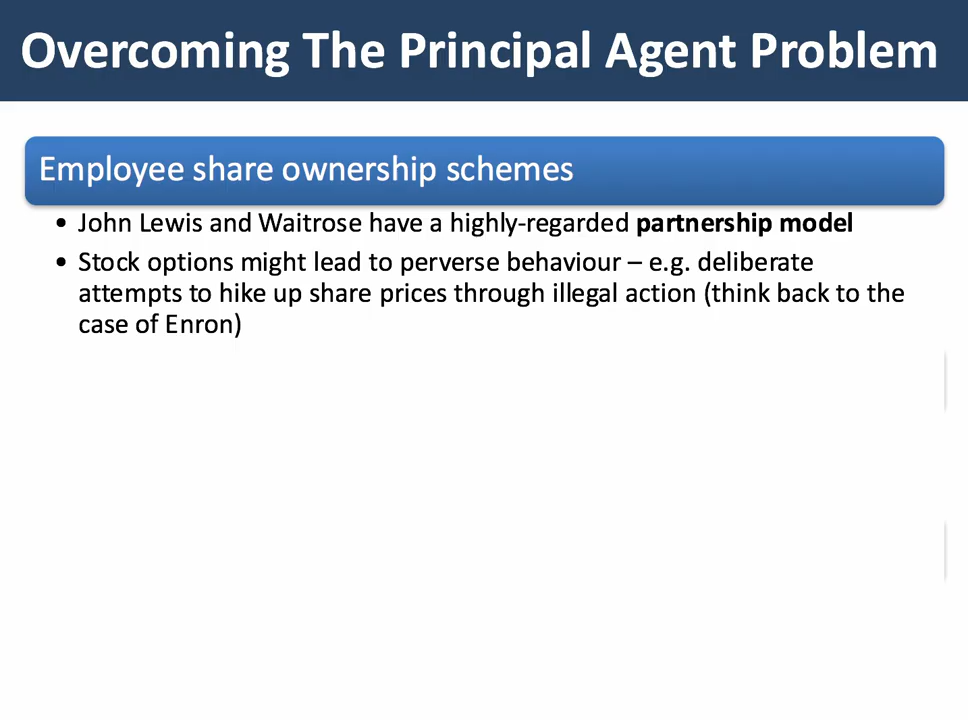 Overcoming The Principal Agent Problem
Employee share ownership schemes
• John Lewis and Waitrose have a highly-regarded partnership model
• Stock options might lead to perverse behaviour – e.g. deliberate
attempts to hike up share prices through illegal action (think back to the
case of Enron)